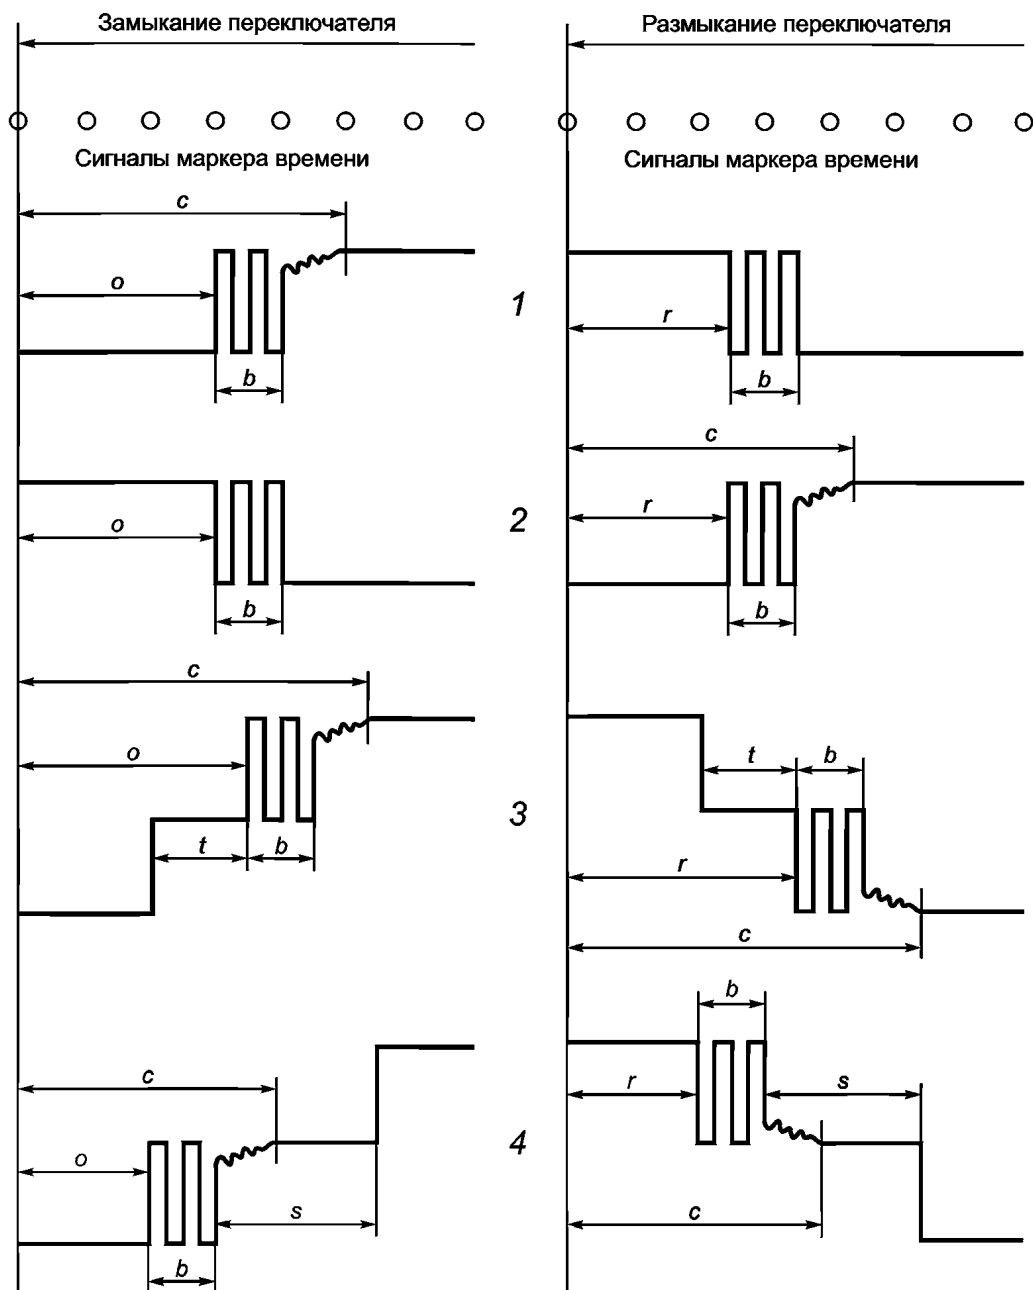 Замыкание переключателя
Размыкание переключателя
Сигналы маркера времени
Сигналы маркера времени
c
o
b
1
r
b
o
b
2
c
r
b
c
o
t
b
3
t
b
r
c
c
o
b
s
4
b
r
s
c